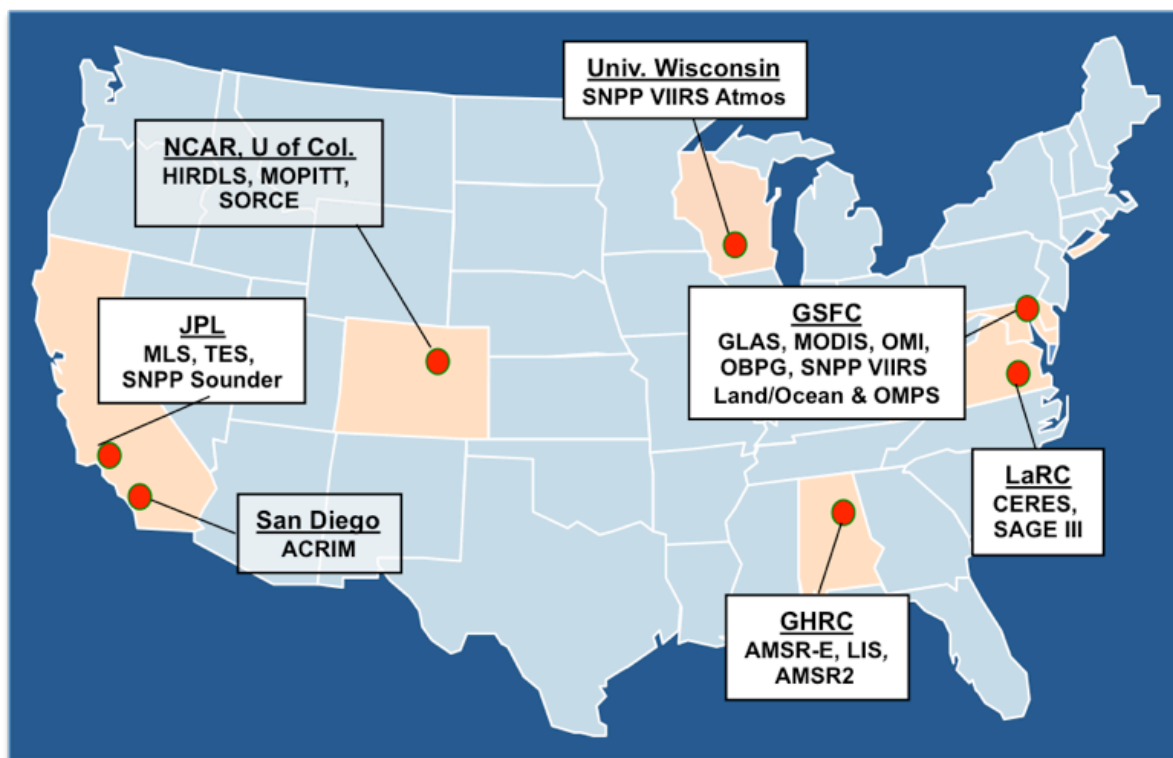 Univ. Wisconsin
SNPP VIIRS Atmos
NCAR, U of Col.
HIRDLS, MOPITT,
SORCE
JPL
MLS, TES,
SNPP Sounder
GSFC
GLAS, MODIS, OMI,
OBPG, SNPP VIIRS
Land/Ocean & OMPS
San Diego
ACRIM
LaRC
CERES,
SAGE III
GHRC
AMSR-E, LIS,
AMSR2